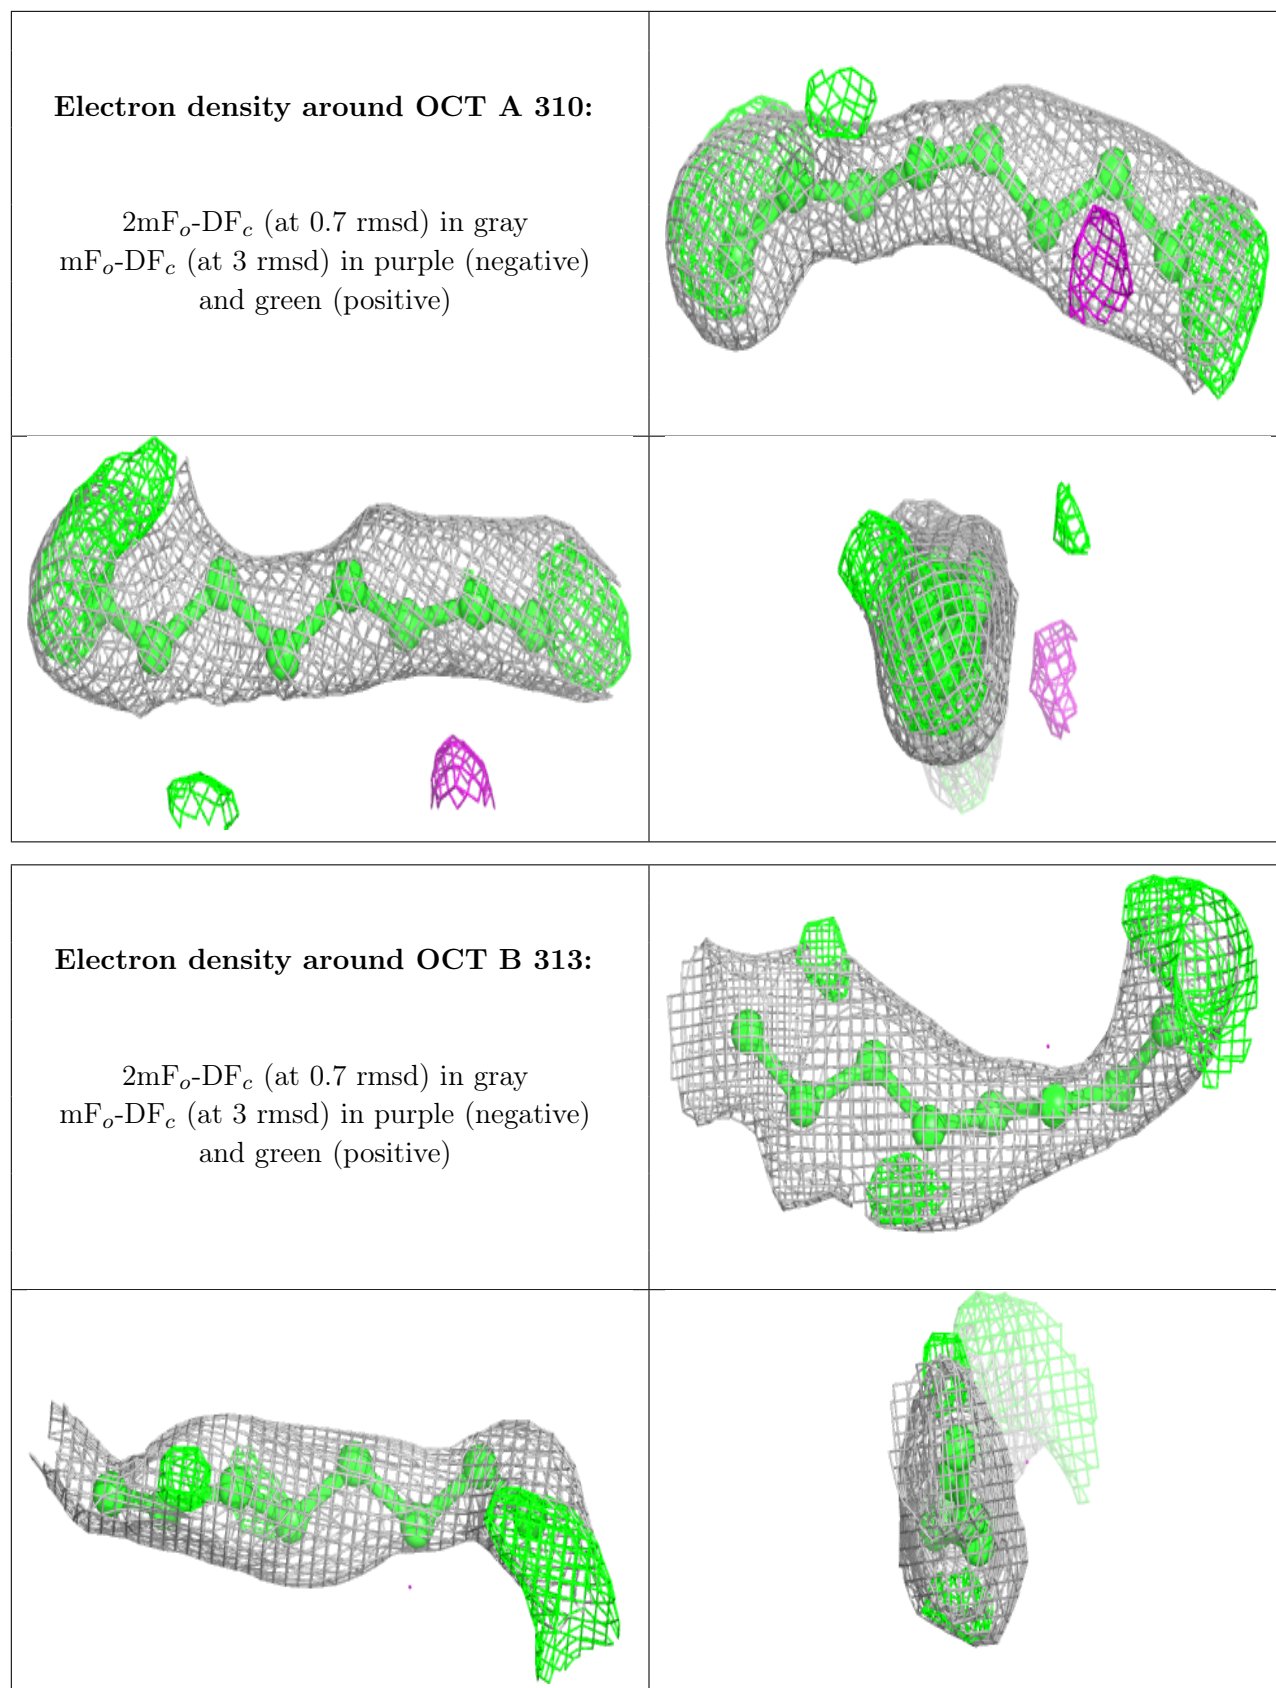 Electron density around OCT A 310:
2mFo-DFc (at 0.7 rmsd) in gray
mFo-DFc (at 3 rmsd) in purple (negative)
and green (positive)
Electron density around OCT B 313:
2mFo-DFc (at 0.7 rmsd) in gray
mFo-DFc (at 3 rmsd) in purple (negative)
and green (positive)